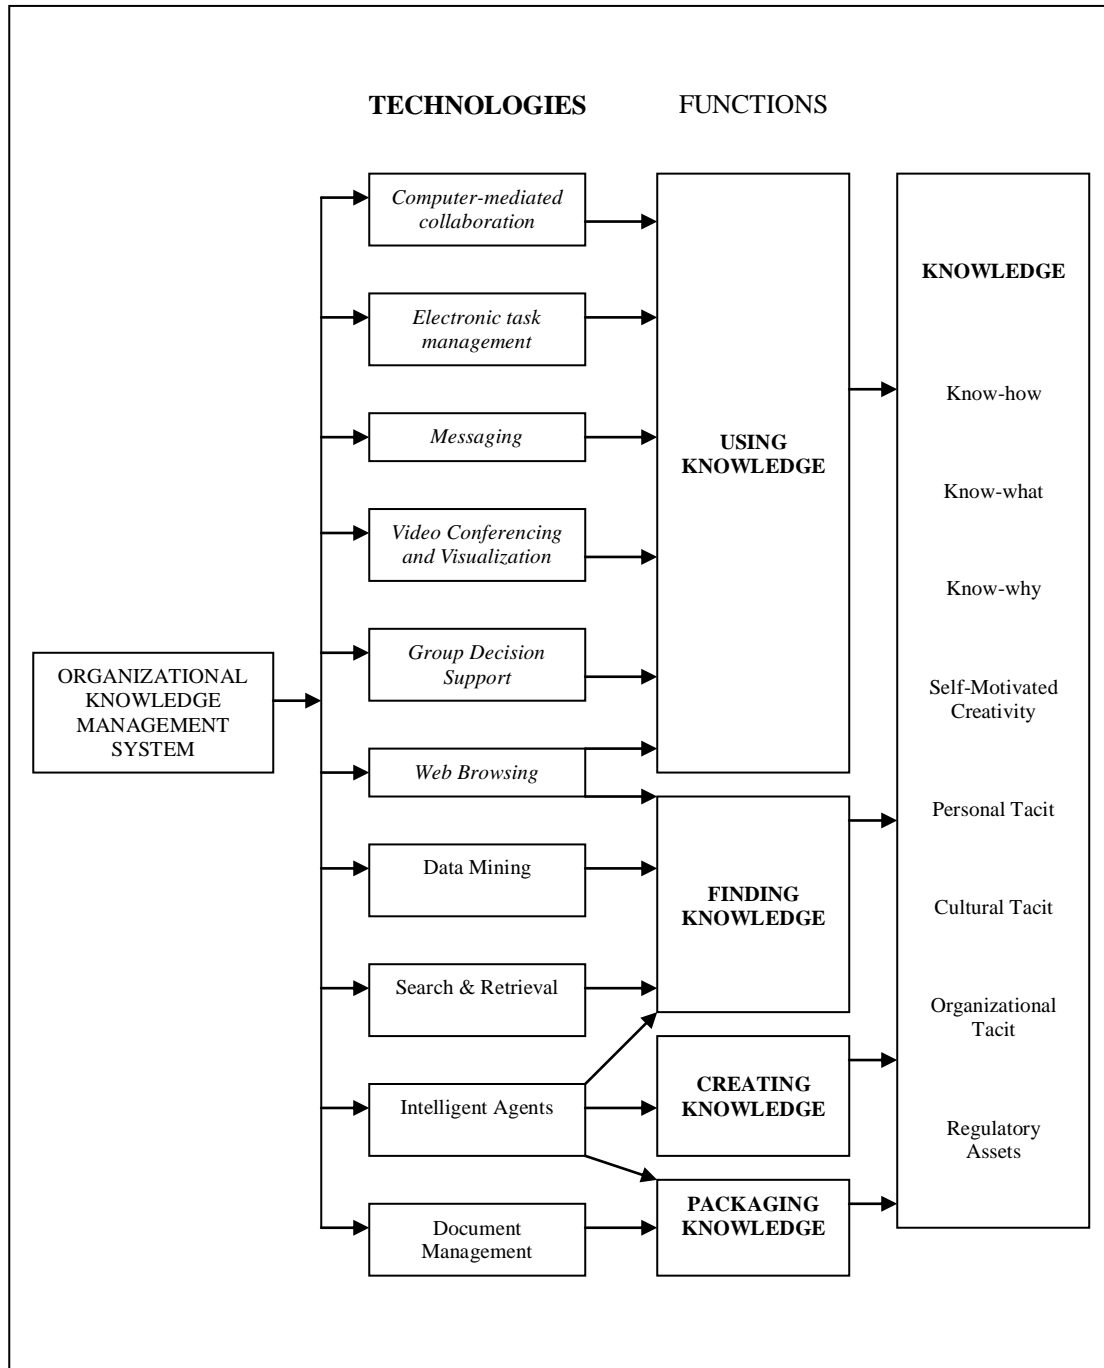 TECHNOLOGIES
FUNCTIONS
Computer-mediated
collaboration
Electronic task
management
Messaging
Video Conferencing
and Visualization
Group Decision
Support
Web Browsing
Data Mining
Search & Retrieval
Intelligent Agents
Document
Management
ORGANIZATIONAL
KNOWLEDGE
MANAGEMENT
SYSTEM
USING
KNOWLEDGE
FINDING
KNOWLEDGE
CREATING
KNOWLEDGE
PACKAGING
KNOWLEDGE
KNOWLEDGE
Know-how
Know-what
Know-why
Self-Motivated
Creativity
Personal Tacit
Cultural Tacit
Organizational
Tacit
Regulatory
Assets